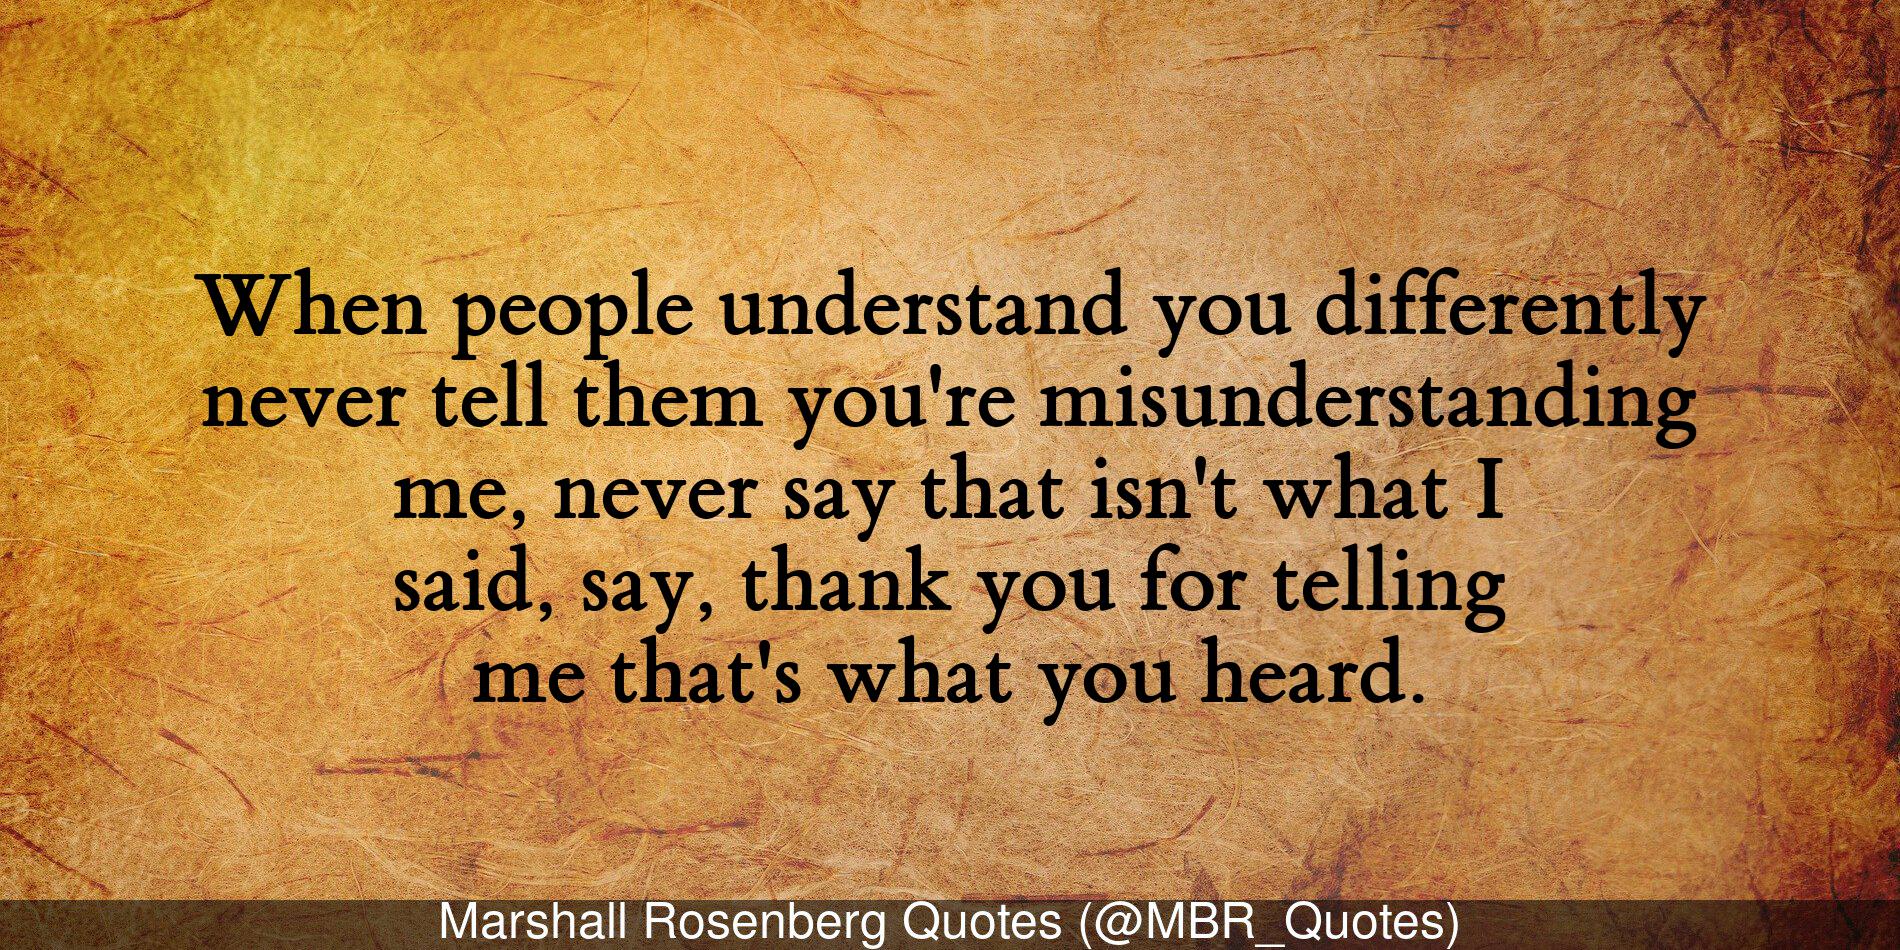 When people understand you differently
never tell them you're misunderstanding
me, never say that isn't what I
said, say, thank you for telling
me that's what you heard.
Marshall Rosenberg Quotes (@MBR_Quotes)